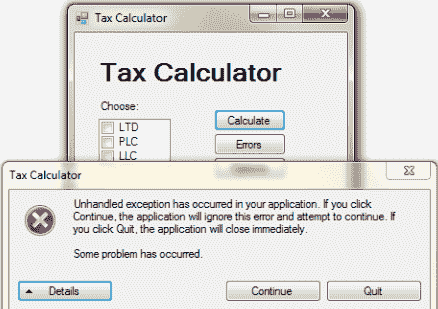 Tax Calculator
Tax Calculator
Choose:
LTD
PLC
LLC
Calculate
Errors
Tax Calculator
Unhandled exception has occurred in your application. If you click
Continue, the application will ignore this error and attempt to continue. If
you click Quit, the application will close immediately.
Some problem has occurred.
Details
Continue
Quit